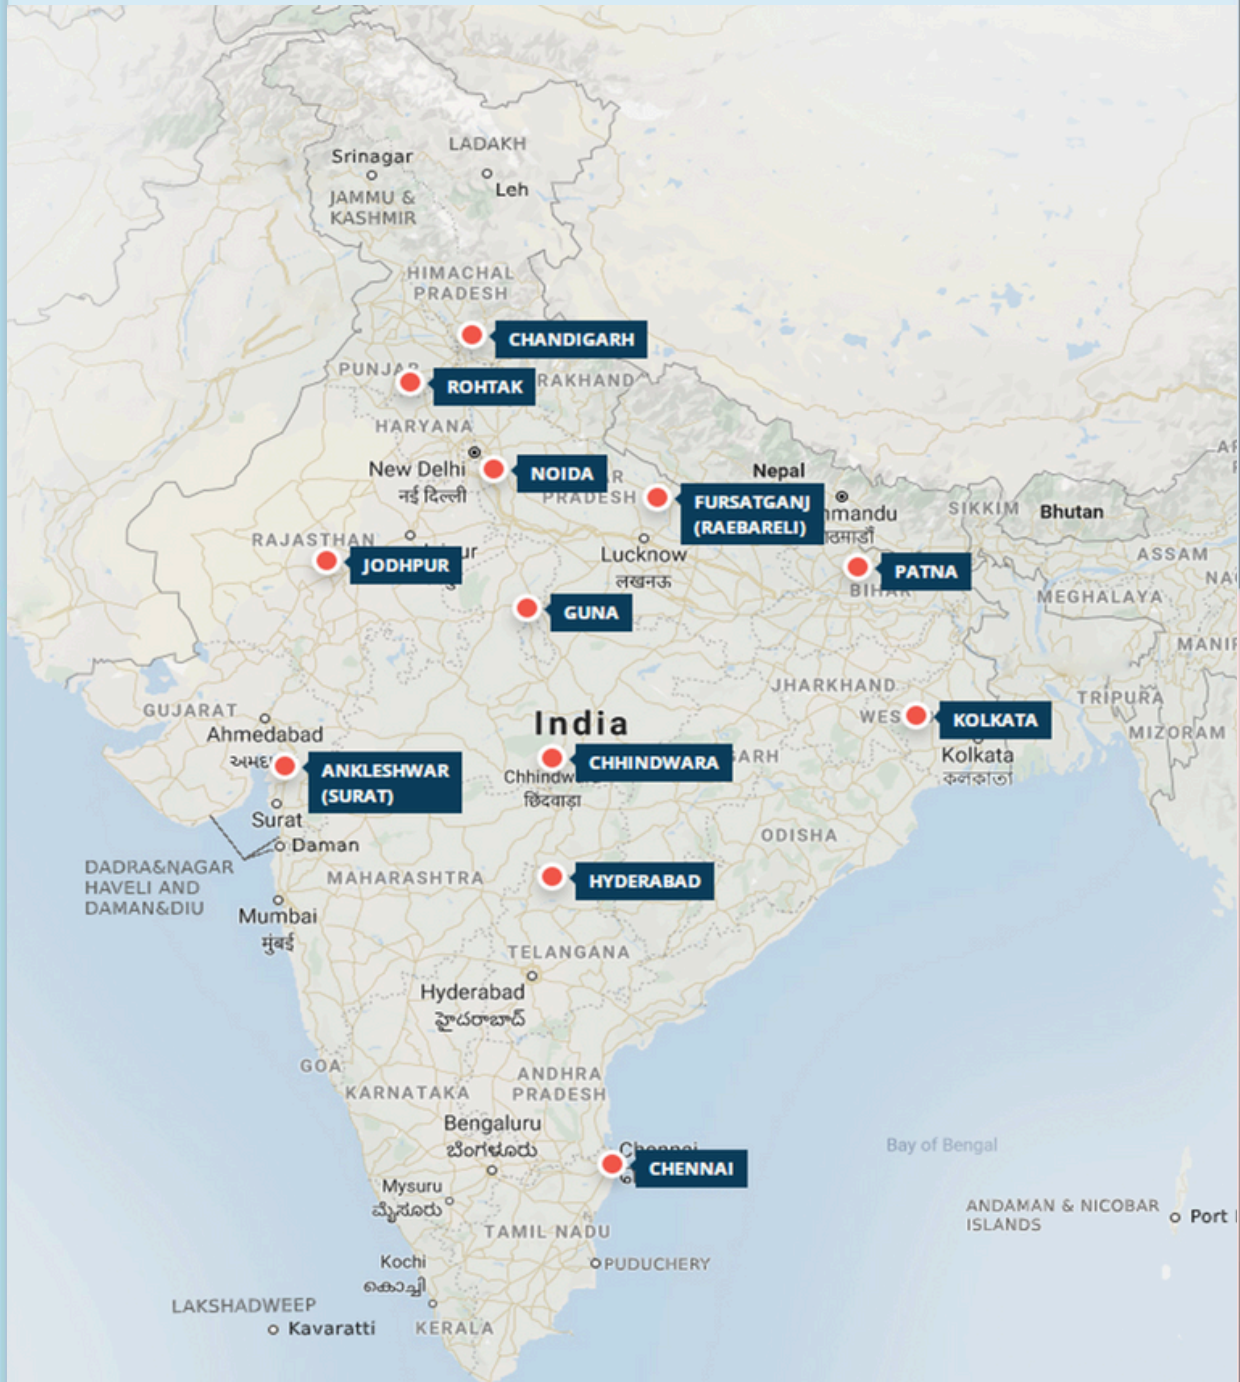 LADAKH
Srinagar
Leh
JAMMU &
KASHMIR
HIMACHAL
PRADESH
CHANDIGARH
ROHTAK
HARYANA
New Delhi
नई दिल्ली
NOIDA
PRADESH
Nepal
FURSATGANJ
(RAEBARELI)
SIKKIM
Bhutan
RAJASTHAN
JODHPUR
Lucknow
लखनऊ
PATNA
ASSAM
MEGHALAYA
GUNA
JHARKHAND
TRIPURA
MIZORAM
GUJARAT
Ahmedabad
India
KOLKATA
Kolkata
কলকাতা
ANKLESHWAR
(SURAT)
CHHINDWARA
छिंदवाड़ा
Surat
Daman
ODISHA
DADRA&NAGAR
HAVELI AND
DAMAN&DIU
MAHARASHTRA
HYDERABAD
Mumbai
मुंबई
TELANGANA
Hyderabad
హైదరాబాద్
GOA
KARNATAKA
ANDHRA
PRADESH
Bengaluru
ಬೆಂಗಳೂರು
Chennai
CHENNAI
Bay of Bengal
Mysuru
ಮೈಸೂರು
TAMIL NADU
ANDAMAN & NICOBAR
ISLANDS
Port
Kochi
കൊച്ചി
PUDUCHERY
LAKSHADWEEP
Kavaratti
KERALA